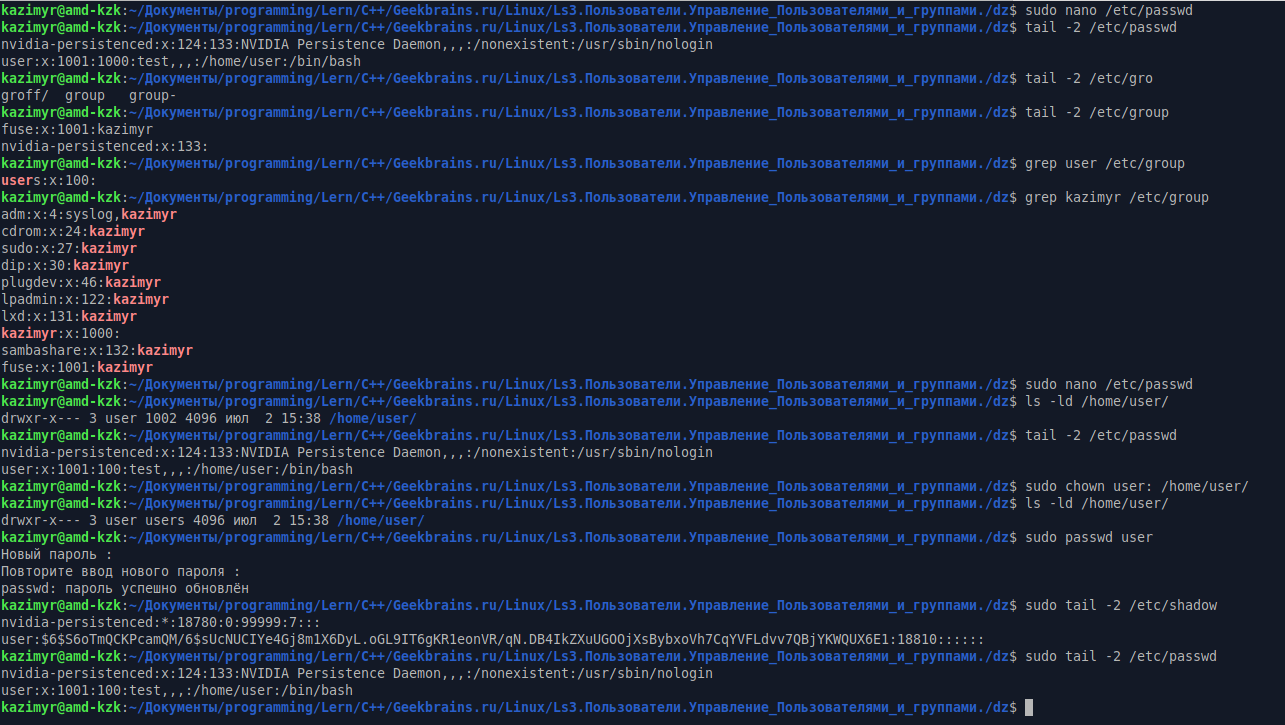 kazimyr@amd-kzk:~/Документы/programming/Lern/C++/Geekbrains.ru/Linux/Ls3.Пользователи.Управление_Пользователями_и_группами./dz$ sudo nano /etc/passwd
kazimyr@amd-kzk:~/Документы/programming/Lern/C++/Geekbrains.ru/Linux/Ls3.Пользователи.Управление_Пользователями_и_группами./dz$ tail -2 /etc/passwd
nvidia-persistenced:x:124:133:NVIDIA Persistence Daemon,,,:/nonexistent:/usr/sbin/nologin
user:x:1001:1000:test,,,:/home/user:/bin/bash
kazimyr@amd-kzk:~/Документы/programming/Lern/C++/Geekbrains.ru/Linux/Ls3.Пользователи.Управление_Пользователями_и_группами./dz$ tail -2 /etc/gro
groff/  group   group-
kazimyr@amd-kzk:~/Документы/programming/Lern/C++/Geekbrains.ru/Linux/Ls3.Пользователи.Управление_Пользователями_и_группами./dz$ tail -2 /etc/group
fuse:x:1001:kazimyr
nvidia-persistenced:x:133:
kazimyr@amd-kzk:~/Документы/programming/Lern/C++/Geekbrains.ru/Linux/Ls3.Пользователи.Управление_Пользователями_и_группами./dz$ grep user /etc/group
users:x:100:
kazimyr@amd-kzk:~/Документы/programming/Lern/C++/Geekbrains.ru/Linux/Ls3.Пользователи.Управление_Пользователями_и_группами./dz$ grep kazimyr /etc/group
adm:x:4:syslog,kazimyr
cdrom:x:24:kazimyr
sudo:x:27:kazimyr
dip:x:30:kazimyr
plugdev:x:46:kazimyr
lpadmin:x:122:kazimyr
lxd:x:131:kazimyr
kazimyr:x:1000:
sambashare:x:132:kazimyr
fuse:x:1001:kazimyr
kazimyr@amd-kzk:~/Документы/programming/Lern/C++/Geekbrains.ru/Linux/Ls3.Пользователи.Управление_Пользователями_и_группами./dz$ sudo nano /etc/passwd
kazimyr@amd-kzk:~/Документы/programming/Lern/C++/Geekbrains.ru/Linux/Ls3.Пользователи.Управление_Пользователями_и_группами./dz$ ls -ld /home/user/
drwxr-x--- 3 user 1002 4096 июл  2 15:38 /home/user/
kazimyr@amd-kzk:~/Документы/programming/Lern/C++/Geekbrains.ru/Linux/Ls3.Пользователи.Управление_Пользователями_и_группами./dz$ tail -2 /etc/passwd
nvidia-persistenced:x:124:133:NVIDIA Persistence Daemon,,,:/nonexistent:/usr/sbin/nologin
user:x:1001:100:test,,,:/home/user:/bin/bash
kazimyr@amd-kzk:~/Документы/programming/Lern/C++/Geekbrains.ru/Linux/Ls3.Пользователи.Управление_Пользователями_и_группами./dz$ sudo chown user: /home/user/
kazimyr@amd-kzk:~/Документы/programming/Lern/C++/Geekbrains.ru/Linux/Ls3.Пользователи.Управление_Пользователями_и_группами./dz$ ls -ld /home/user/
drwxr-x--- 3 user users 4096 июл  2 15:38 /home/user/
kazimyr@amd-kzk:~/Документы/programming/Lern/C++/Geekbrains.ru/Linux/Ls3.Пользователи.Управление_Пользователями_и_группами./dz$ sudo passwd user
Новый пароль :
Повторите ввод нового пароля :
passwd: пароль успешно обновлён
kazimyr@amd-kzk:~/Документы/programming/Lern/C++/Geekbrains.ru/Linux/Ls3.Пользователи.Управление_Пользователями_и_группами./dz$ sudo tail -2 /etc/shadow
nvidia-persistenced:*:18780:0:99999:7:::
user:$6$S6oTmQCKPcamQM/6$sUcNUCIYe4Gj8m1X6DyL.oGL9IT6gKR1eonVR/qN.DB4IkZXuUGOOjXsBybxoVh7CqYVFLdvv7QBjYKWQUX6E1:18810::::::
kazimyr@amd-kzk:~/Документы/programming/Lern/C++/Geekbrains.ru/Linux/Ls3.Пользователи.Управление_Пользователями_и_группами./dz$ sudo tail -2 /etc/passwd
nvidia-persistenced:x:124:133:NVIDIA Persistence Daemon,,,:/nonexistent:/usr/sbin/nologin
user:x:1001:100:test,,,:/home/user:/bin/bash
kazimyr@amd-kzk:~/Документы/programming/Lern/C++/Geekbrains.ru/Linux/Ls3.Пользователи.Управление_Пользователями_и_группами./dz$